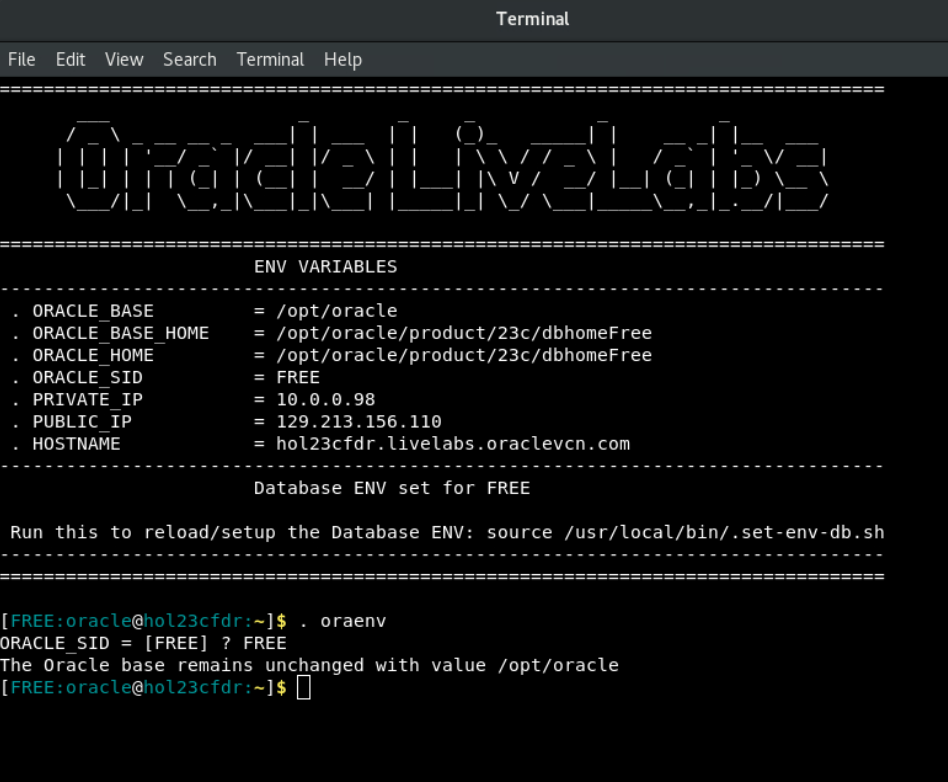 Terminal
File Edit View Search Terminal Help
================================================================================
Oracle LiveLabs
================================================================================
ENV VARIABLES
--------------------------------------------------------------------------------
. ORACLE_BASE = /opt/oracle
. ORACLE_BASE_HOME = /opt/oracle/product/23c/dbhomeFree
. ORACLE_HOME = /opt/oracle/product/23c/dbhomeFree
. ORACLE_SID = FREE
. PRIVATE_IP = 10.0.0.98
. PUBLIC_IP = 129.213.156.110
. HOSTNAME = hol23cfdr.livelabs.oraclevcn.com
--------------------------------------------------------------------------------
Database ENV set for FREE
Run this to reload/setup the Database ENV: source /usr/local/bin/.set-env-db.sh
--------------------------------------------------------------------------------
================================================================================
[FREE:oracle@hol23cfdr:~]$ . oraenv
ORACLE_SID = [FREE] ? FREE
The Oracle base remains unchanged with value /opt/oracle
[FREE:oracle@hol23cfdr:~]$